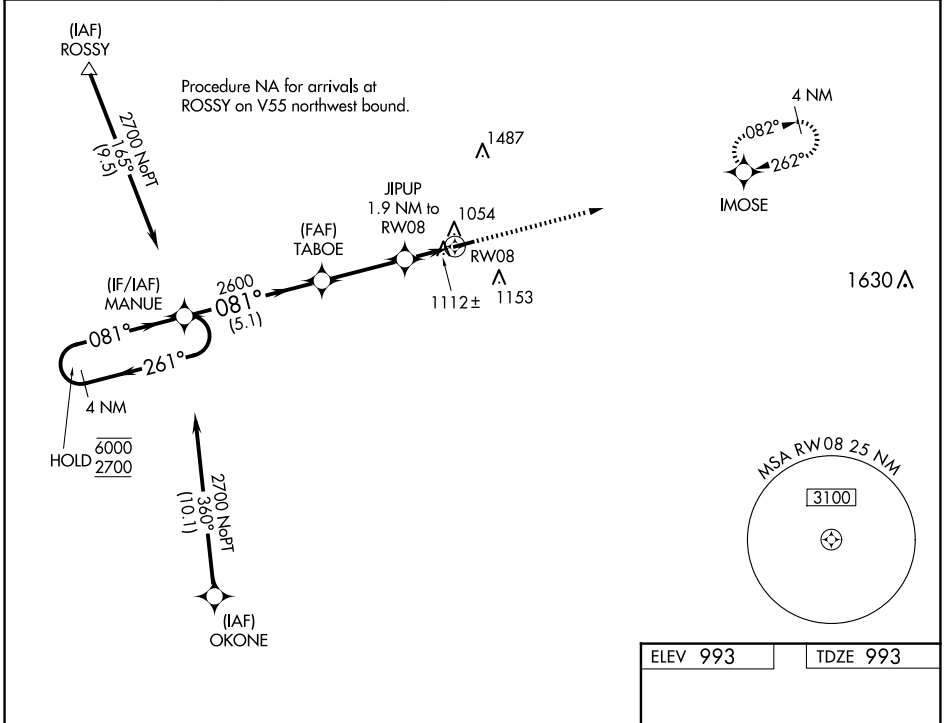 (IAF)
ROSSY
Procedure NA for arrivals at
ROSSY on V55 northwest bound.
2700 NoPT
165°
(9.5)
4 NM
082°
262°
IMOSE
1487
JIPUP
1.9 NM to
RW08
1054
(FAF)
TABOE
RW08
1112±
1153
1630
(IF/IAF)
MANUE
2600
081°
(5.1)
081°
261°
4 NM
HOLD 6000
2700
2700 NoPT
360°
(10.1)
(IAF)
OKONE
MSA RW08 25 NM
3100
ELEV 993
TDZE 993